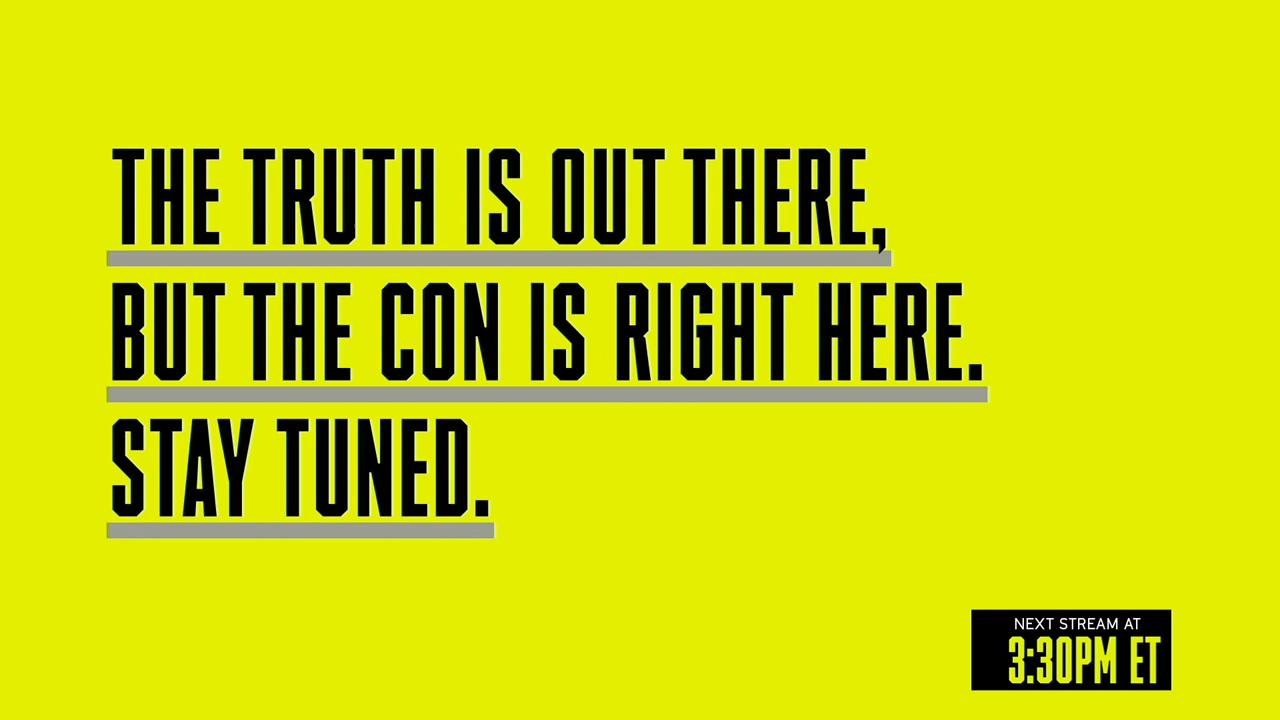 THE TRUTH IS OUT THERE,
BUT THE CON IS RIGHT HERE.
STAY TUNED.
NEXT STREAM AT
3:30PM ET